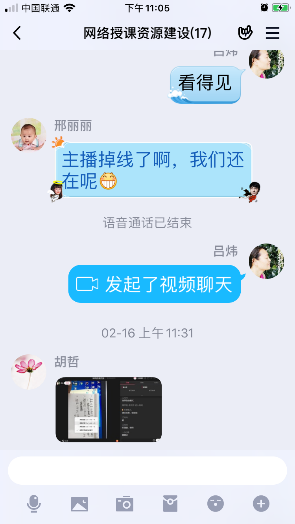 中国联通
下午11:05
网络授课资源建设(17)
吕炜
看得见
邢丽丽
主播掉线了啊，我们还
在呢😁
语音通话已结束
吕炜
发起了视频聊天
02-16 上午 11:31
胡哲